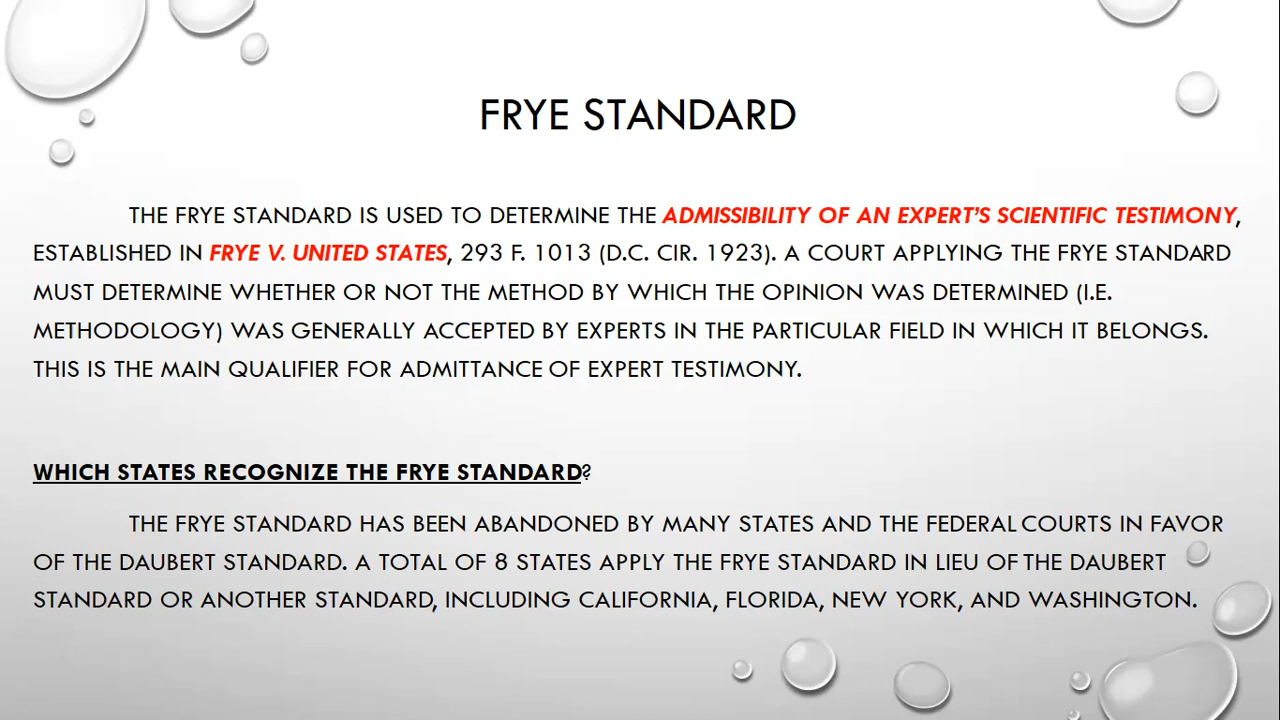 FRYE STANDARD
THE FRYE STANDARD IS USED TO DETERMINE THE ADMISSIBILITY OF AN EXPERT'S SCIENTIFIC TESTIMONY,
ESTABLISHED IN FRYE V. UNITED STATES, 293 F. 1013 (D.C. CIR. 1923). A COURT APPLYING THE FRYE STANDARD
MUST DETERMINE WHETHER OR NOT THE METHOD BY WHICH THE OPINION WAS DETERMINED (I.E.
METHODOLOGY) WAS GENERALLY ACCEPTED BY EXPERTS IN THE PARTICULAR FIELD IN WHICH IT BELONGS.
THIS IS THE MAIN QUALIFIER FOR ADMITTANCE OF EXPERT TESTIMONY.
WHICH STATES RECOGNIZE THE FRYE STANDARD?
THE FRYE STANDARD HAS BEEN ABANDONED BY MANY STATES AND THE FEDERAL COURTS IN FAVOR
OF THE DAUBERT STANDARD. A TOTAL OF 8 STATES APPLY THE FRYE STANDARD IN LIEU OF THE DAUBERT
STANDARD OR ANOTHER STANDARD, INCLUDING CALIFORNIA, FLORIDA, NEW YORK, AND WASHINGTON.